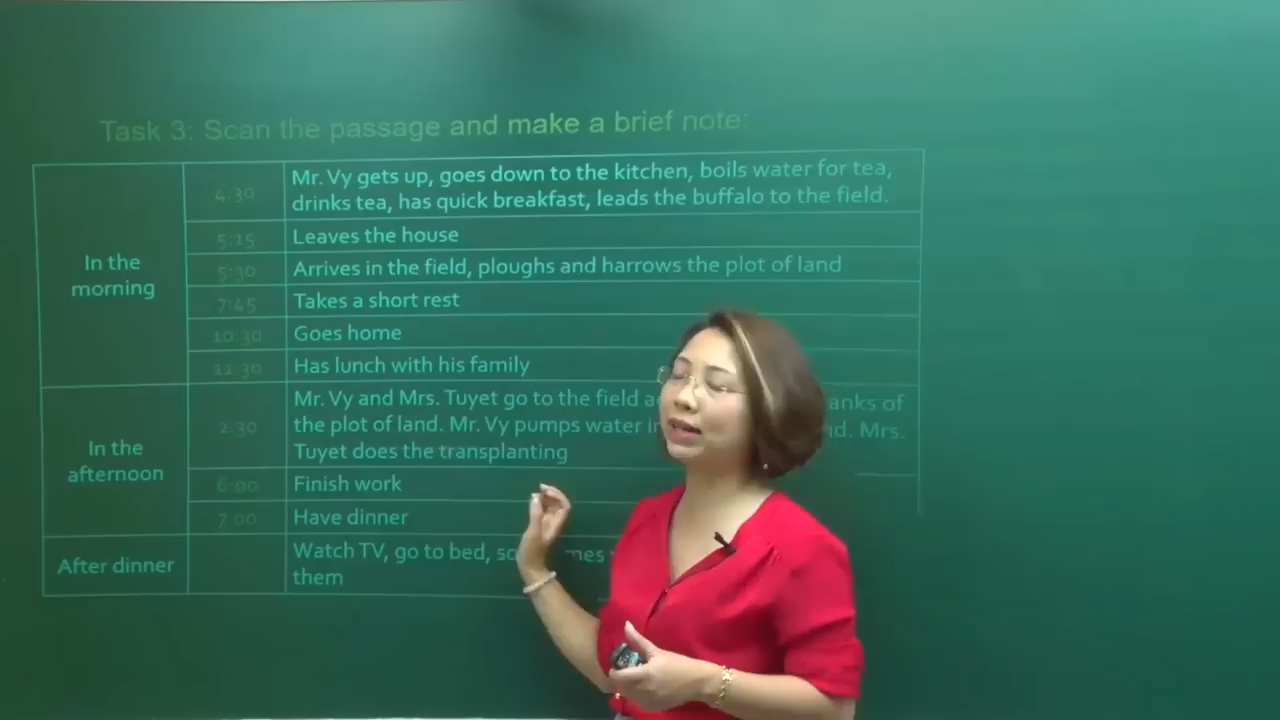 Task 3: Scan the passage and make a brief note:
In the
morning
4:30
Mr. Vy gets up, goes down to the kitchen, boils water for tea,
drinks tea, has quick breakfast, leads the buffalo to the field.
5:15
Leaves the house
5:30
Arrives in the field, ploughs and harrows the plot of land
7:45
Takes a short rest
10:30
Goes home
11:30
Has lunch with his family
In the
afternoon
2:30
Mr. Vy and Mrs. Tuyet go to the field
the plot of land. Mr. Vy pumps water Mrs.
Tuyet does the transplanting
6:00
Finish work
7:00
Have dinner
After dinner
Watch TV, go to bed,
them